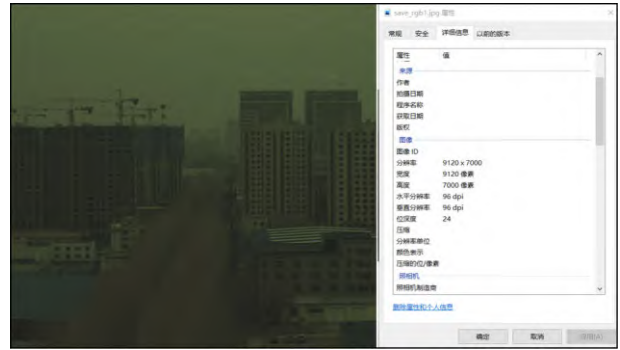 save_rgb1.jpg 属性
常规 安全 详细信息 以前的版本
属性 值
来源
作者
拍摄日期
程序名称
获取日期
版权
图像
图像 ID
分辨率 9120 x 7000
宽度 9120 像素
高度 7000 像素
水平分辨率 96 dpi
垂直分辨率 96 dpi
位深度 24
压缩
分辨率单位
颜色表示
压缩的位/像素
照相机
照相机制造商
删除属性和个人信息
确定 取消 应用(A)